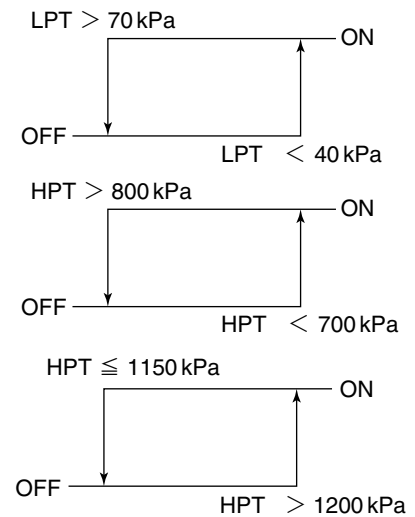 LPT > 70 kPa
ON
OFF
LPT < 40 kPa
HPT > 800 kPa
ON
OFF
HPT < 700 kPa
HPT ≦ 1150 kPa
ON
OFF
HPT > 1200 kPa